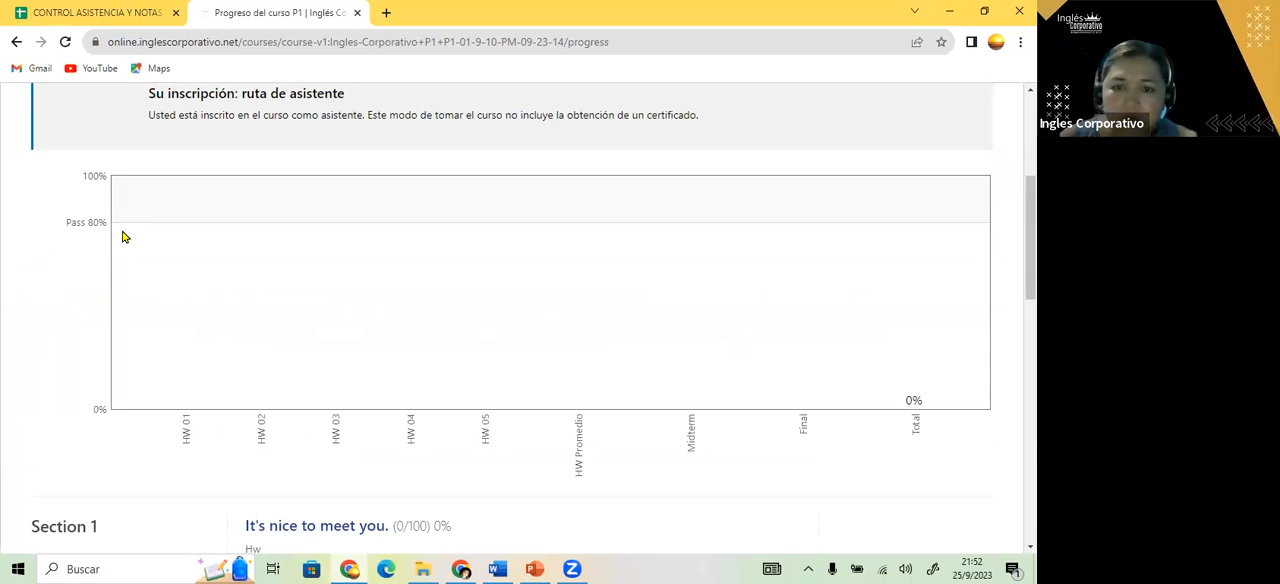 CONTROL ASISTENCIA Y NOTAS
Progreso del curso P1 | Inglés Co
online.inglescorporativo.net/courses/course-v1:Ingles-Corporativo+P1+P1-01-9-10-PM-09-23-14/progress
Gmail
YouTube
Maps
Su inscripción: ruta de asistente
Usted está inscrito en el curso como asistente. Este modo de tomar el curso no incluye la obtención de un certificado.
100%
Pass 80%
0%
0%
HW 01
HW 02
HW 03
HW 04
HW 05
HW Promedio
Midterm
Final
Total
Section 1
It's nice to meet you. (0/100) 0%
Hw
Buscar
21:52
25/9/2023
1
Inglés
Corporativo
Ingles Corporativo